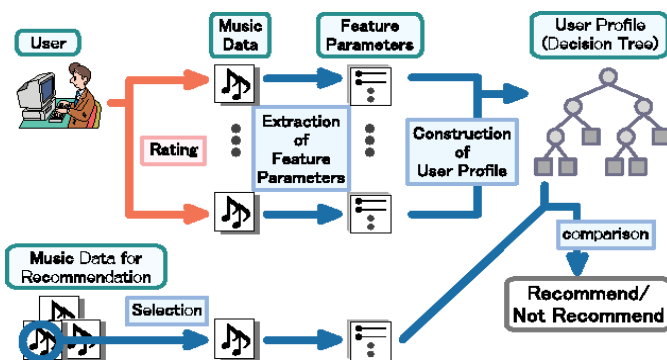 User
Music
Data
Feature
Parameters
User Profile
(Decision Tree)
Rating
Extraction
of
Feature
Parameters
Construction
of
User Profile
comparison
Music Data for
Recommendation
Selection
Recommend/
Not Recommend